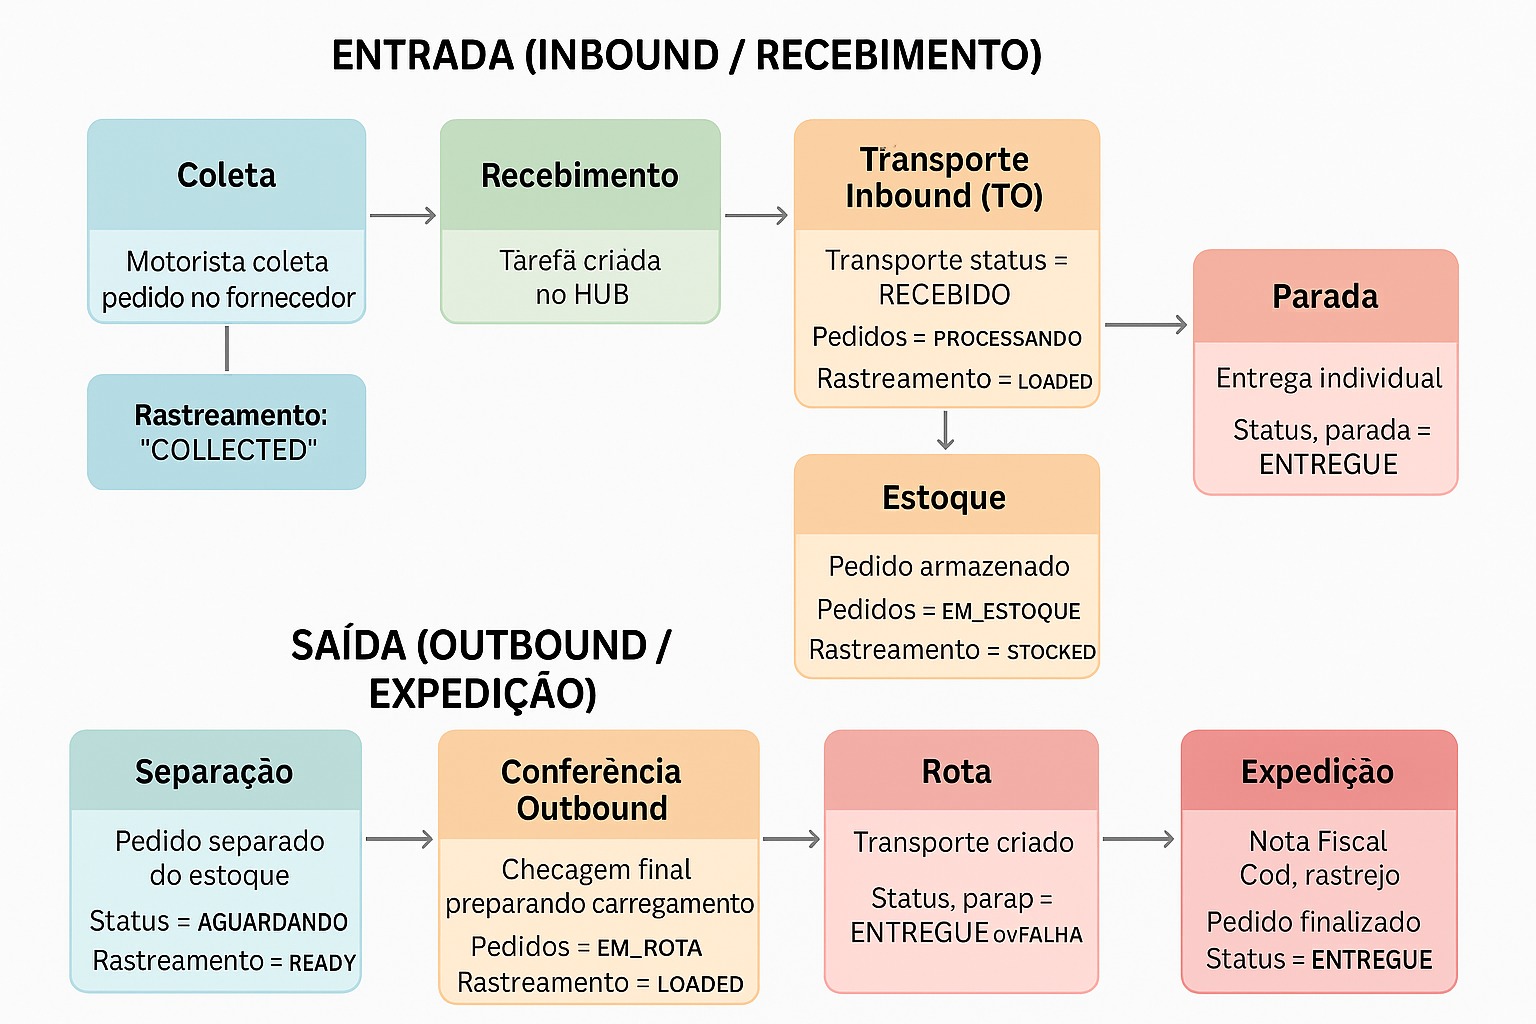 ENTRADA (INBOUND / RECEBIMENTO)
Coleta
Motorista coleta
pedido no fornecedor
Rastreamento:
"COLLECTED"
Recebimento
Tàrefä criàda
no HUB
Transporte
Inbound (TO)
Transporte status =
RECEBIDO
Pedidos = PROCESSANDO
Rastreamento = LOADED
Parada
Entrega individual
Status, parada =
ENTREGUE
Estoque
Pedido armazenado
Pedidos = EM_ESTOQUE
Rastreamento = STOCKED
SAÍDA (OUTBOUND /
EXPEDIÇÃO)
Separação
Pedido separado
do estoque
Status = AGUARDANDO
Rastreamento = READY
Conferència
Outbound
Checagem final
preparando carregamento
Pedidos = EM_ROTA
Rastreamento = LOADED
Rota
Transporte criado
Status, parap =
ENTREGUE ovFALHA
Expedição
Nota Fiscal
Cod, rastrejo
Pedido finalizado
Status = ENTREGUE